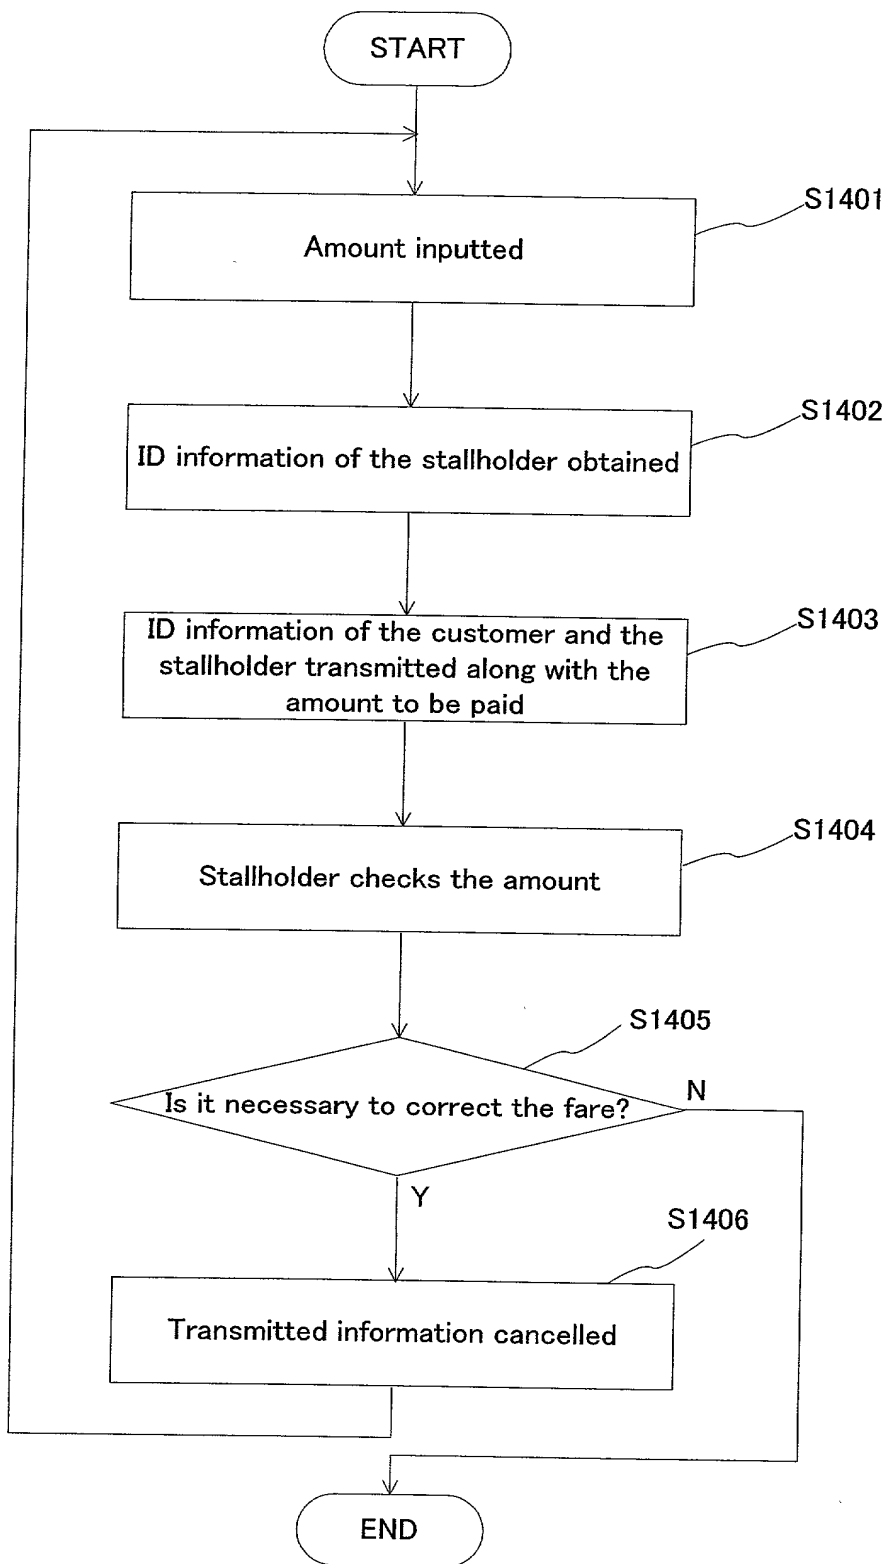 START
S1401
Amount inputted
S1402
ID information of the stallholder obtained
S1403
ID information of the customer and the
stallholder transmitted along with the
amount to be paid
S1404
Stallholder checks the amount
S1405
Is it necessary to correct the fare?
N
Y
S1406
Transmitted information cancelled
END